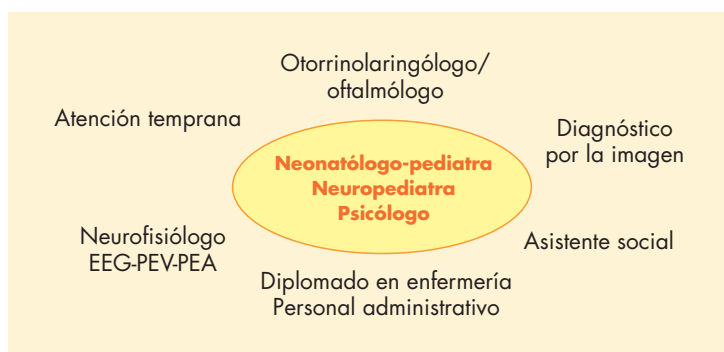 Otorrinolaringólogo/
oftalmólogo
Atención temprana
Diagnóstico
por la imagen
Neonatólogo-pediatra
Neuropediatra
Psicólogo
Neurofisiólogo
EEG-PEV-PEA
Asistente social
Diplomado en enfermería
Personal administrativo